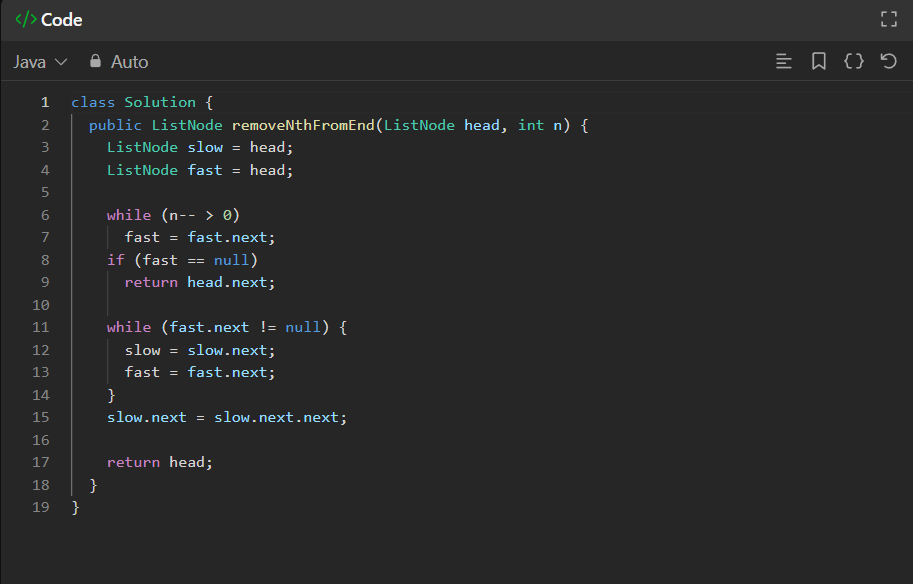 </> Code
Java Auto
1 class Solution {
2 public ListNode removeNthFromEnd(ListNode head, int n) {
3 ListNode slow = head;
4 ListNode fast = head;
5
6 while (n-- > 0)
7 fast = fast.next;
8 if (fast == null)
9 return head.next;
10
11 while (fast.next != null) {
12 slow = slow.next;
13 fast = fast.next;
14 }
15 slow.next = slow.next.next;
16
17 return head;
18 }
19 }